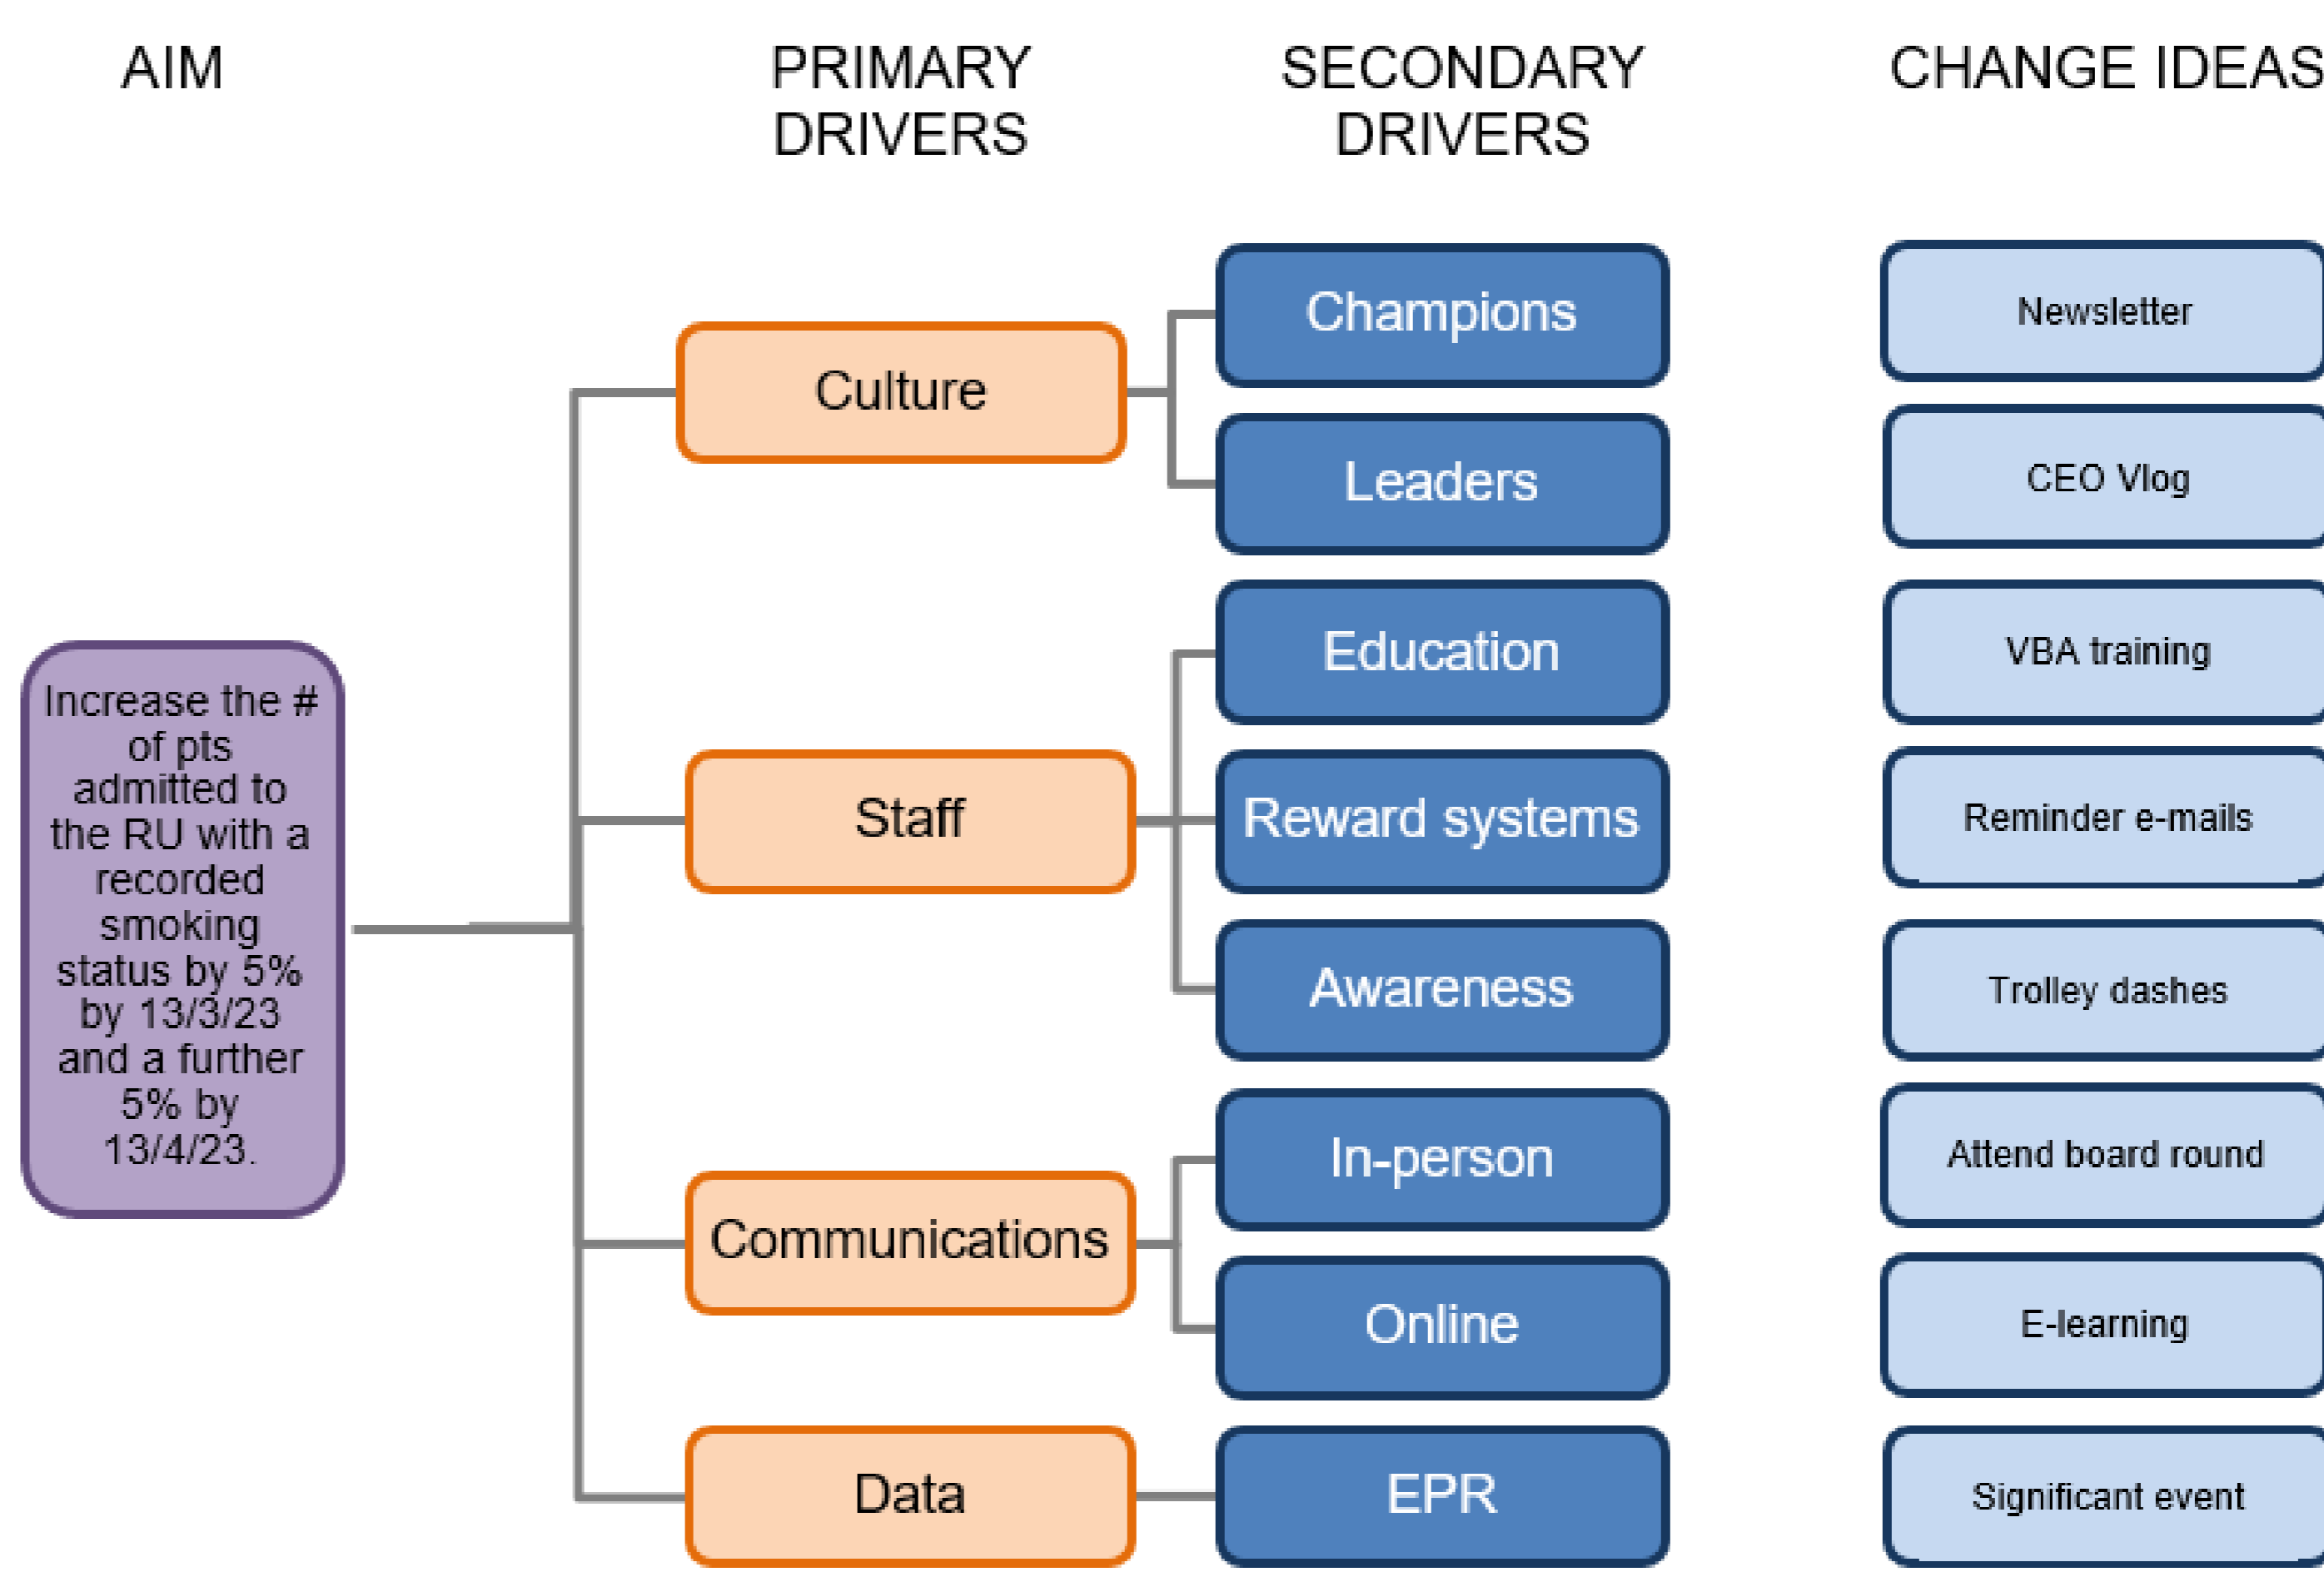 AIM
PRIMARY
DRIVERS
SECONDARY
DRIVERS
CHANGE IDEAS
Increase the #
of pts
admitted to
the RU with a
recorded
smoking
status by 5%
by 13/3/23
and a further
5% by
13/4/23.
Culture
Staff
Communications
Data
Champions
Leaders
Education
Reward systems
Awareness
In-person
Online
EPR
Newsletter
CEO Vlog
VBA training
Reminder e-mails
Trolley dashes
Attend board round
E-learning
Significant event